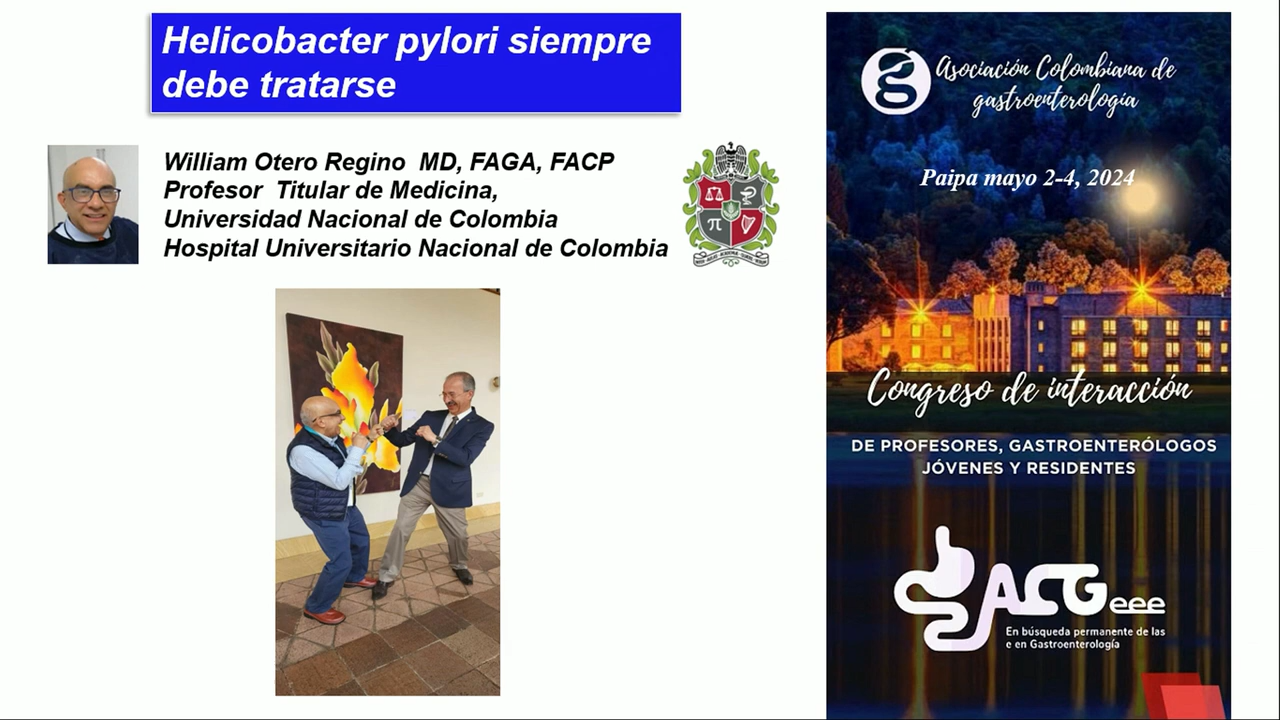 Helicobacter pylori siempre
debe tratarse
William Otero Regino MD, FAGA, FACP
Profesor Titular de Medicina,
Universidad Nacional de Colombia
Hospital Universitario Nacional de Colombia
π
Asociación Colombiana de
gastroenterología
Paipa mayo 2-4, 2024
Congreso de interacción
DE PROFESORES, GASTROENTERÓLOGOS
JÓVENES Y RESIDENTES
ACGeee
En búsqueda permanente de las
e en Gastroenterología